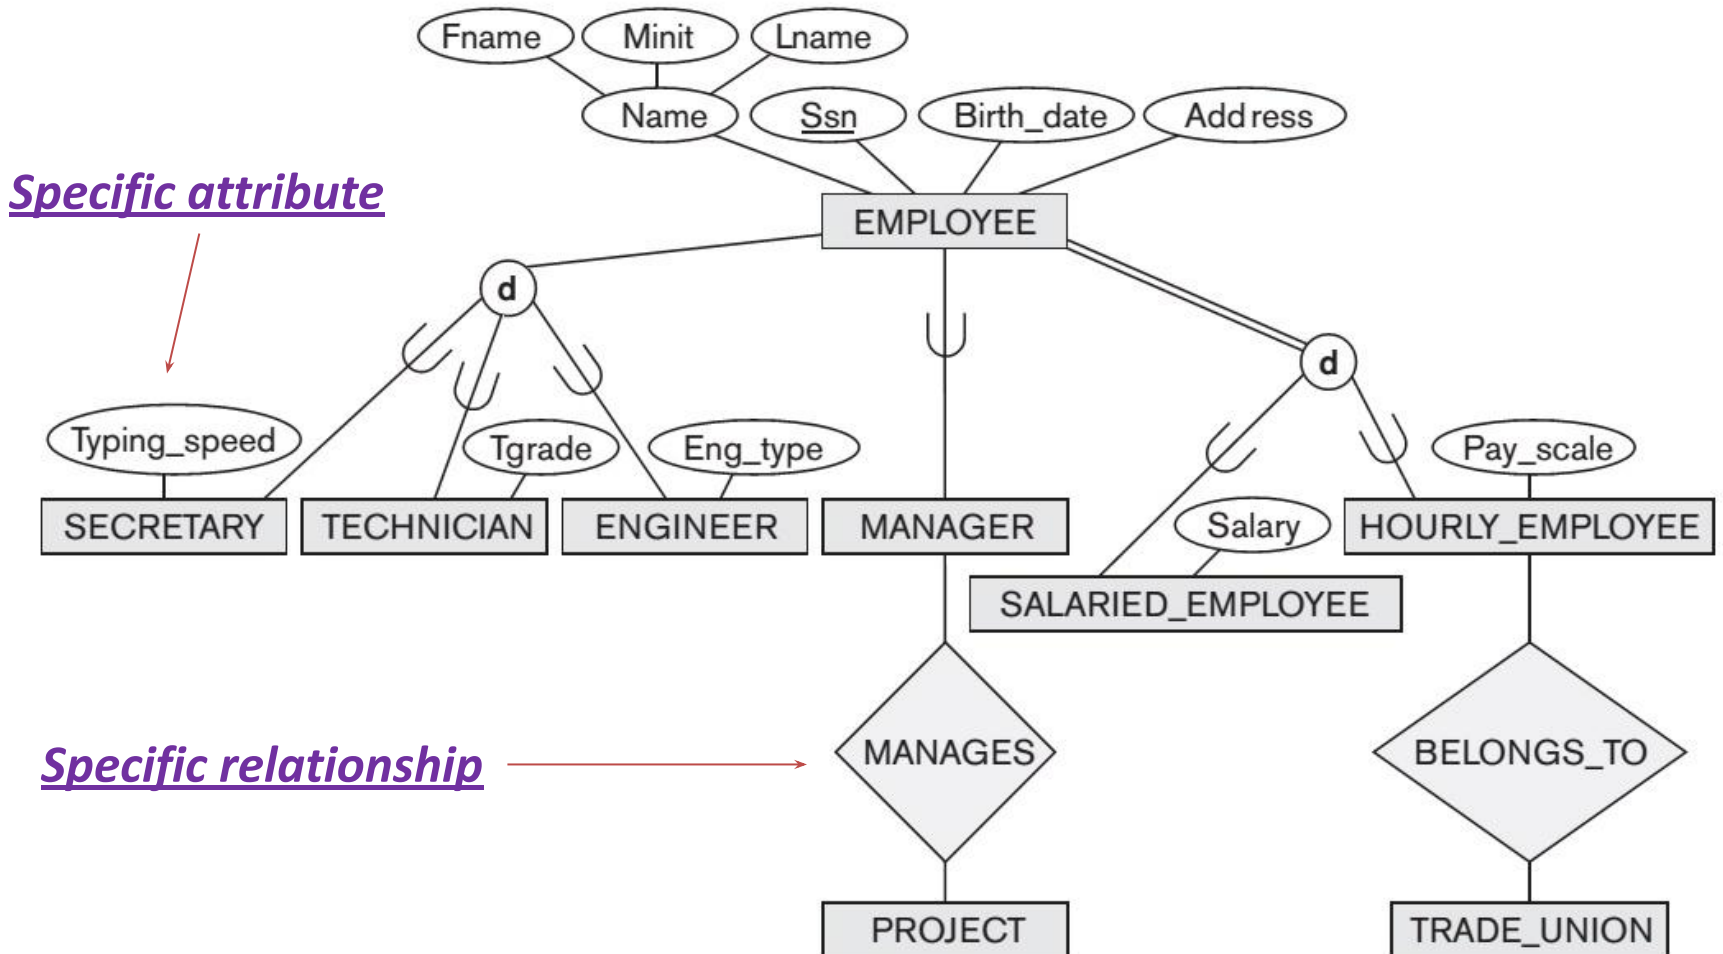 Fname Minit Lname
Name Ssn Birth_date Address
Specific attribute
EMPLOYEE
d
d
Typing_speed Tgrade Eng_type Pay_scale
SECRETARY TECHNICIAN ENGINEER MANAGER Salary HOURLY_EMPLOYEE
SALARIED_EMPLOYEE
Specific relationship MANAGES BELONGS_TO
PROJECT TRADE_UNION